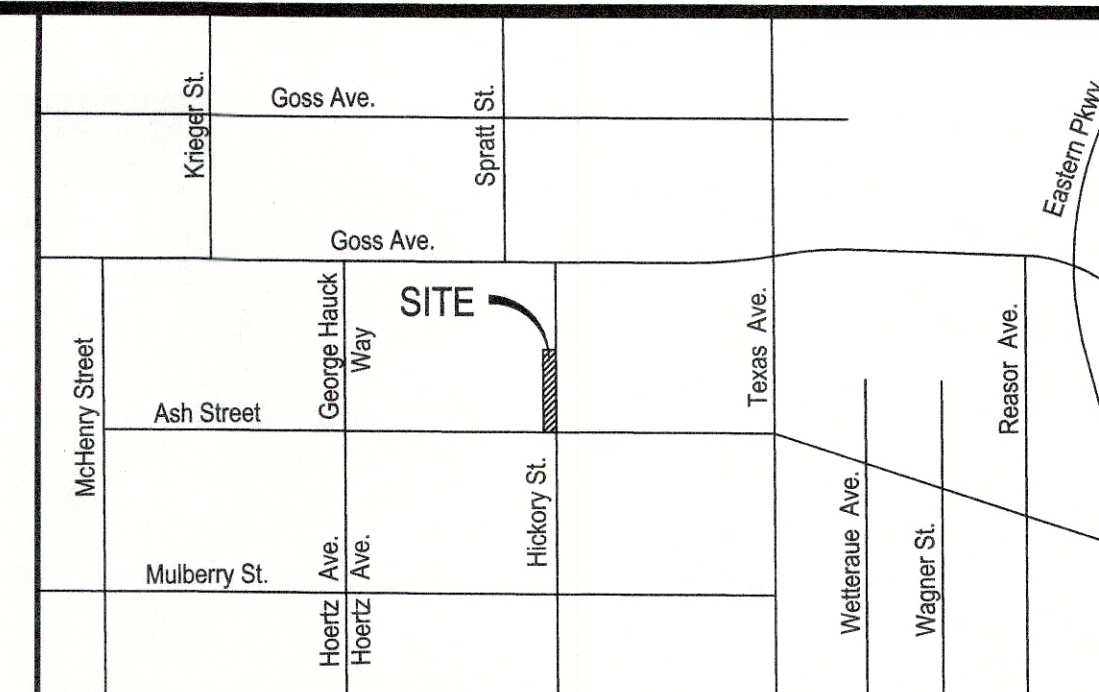 Krieger St.
Goss Ave.
Spratt St.
Eastern Pkwy
Goss Ave.
SITE
McHenry Street
George Hauck
Way
Texas Ave.
Reasor Ave.
Ash Street
Hickory St.
Wetteraue Ave.
Wagner St.
Mulberry St.
Hoertz Ave.
Hoertz Ave.